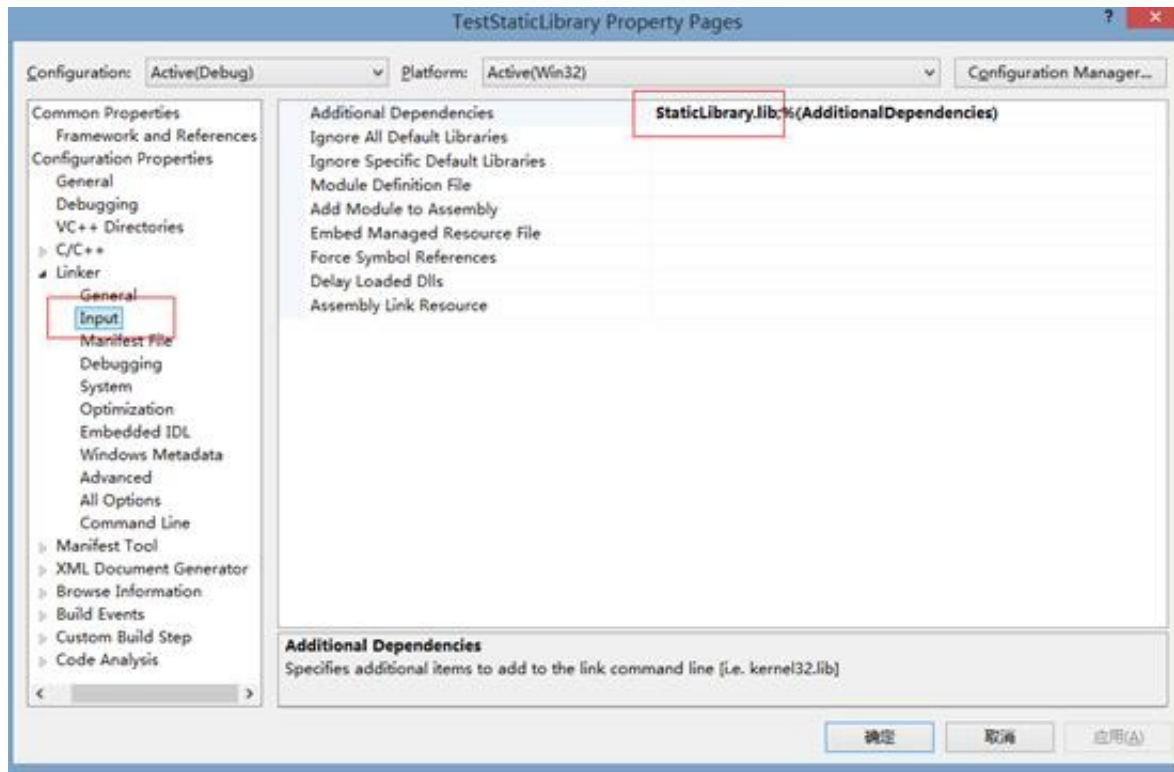 TestStaticLibrary Property Pages
?
Configuration: Active(Debug) Platform: Active(Win32) Configuration Manager...
Common Properties
Framework and References
Configuration Properties
General
Debugging
VC++ Directories
C/C++
Linker
General
Input
Manifest File
Debugging
System
Optimization
Embedded IDL
Windows Metadata
Advanced
All Options
Command Line
Manifest Tool
XML Document Generator
Browse Information
Build Events
Custom Build Step
Code Analysis
Additional Dependencies StaticLibrary.lib;%(AdditionalDependencies)
Ignore All Default Libraries
Ignore Specific Default Libraries
Module Definition File
Add Module to Assembly
Embed Managed Resource File
Force Symbol References
Delay Loaded Dlls
Assembly Link Resource
Additional Dependencies
Specifies additional items to add to the link command line [i.e. kernel32.lib]
确定 取消 应用(A)